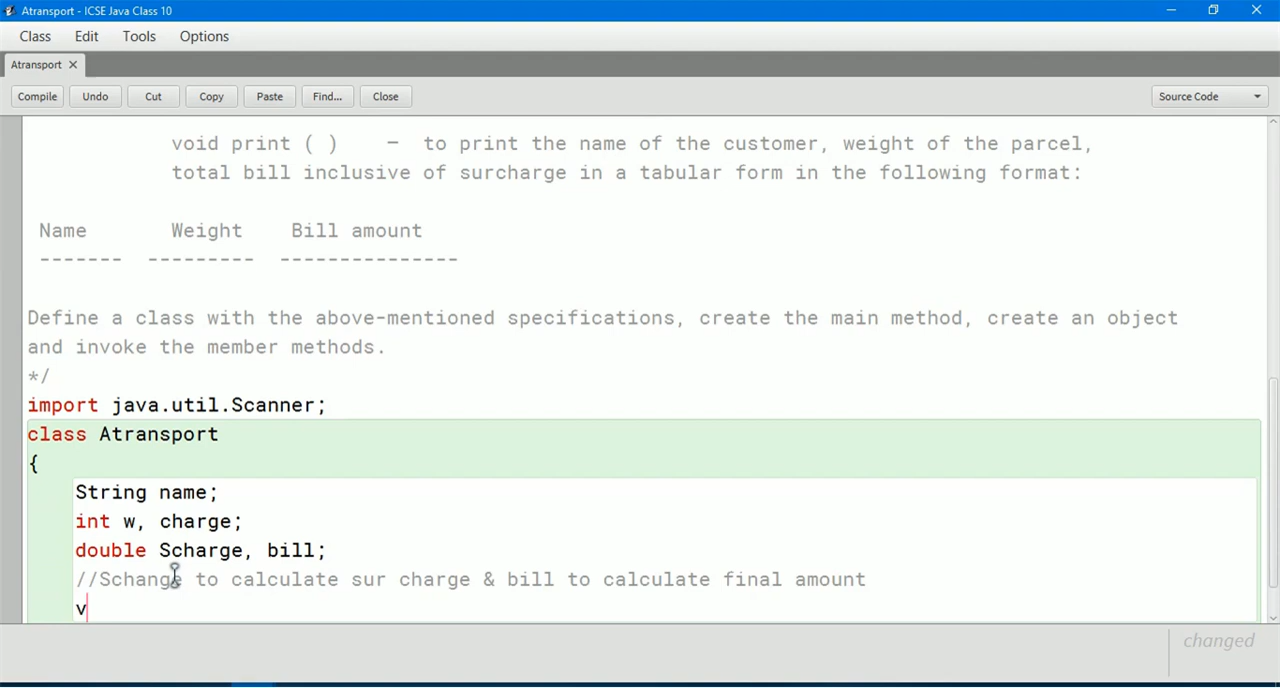 Atransport - ICSE Java Class 10
Class Edit Tools Options
Atransport
Compile Undo Cut Copy Paste Find... Close Source Code
void print ( ) – to print the name of the customer, weight of the parcel,
total bill inclusive of surcharge in a tabular form in the following format:
Name Weight Bill amount
------- --------- ---------------
Define a class with the above-mentioned specifications, create the main method, create an object
and invoke the member methods.
*/
import java.util.Scanner;
class Atransport
{
String name;
int w, charge;
double Scharge, bill;
//Schange to calculate sur charge & bill to calculate final amount
v
changed